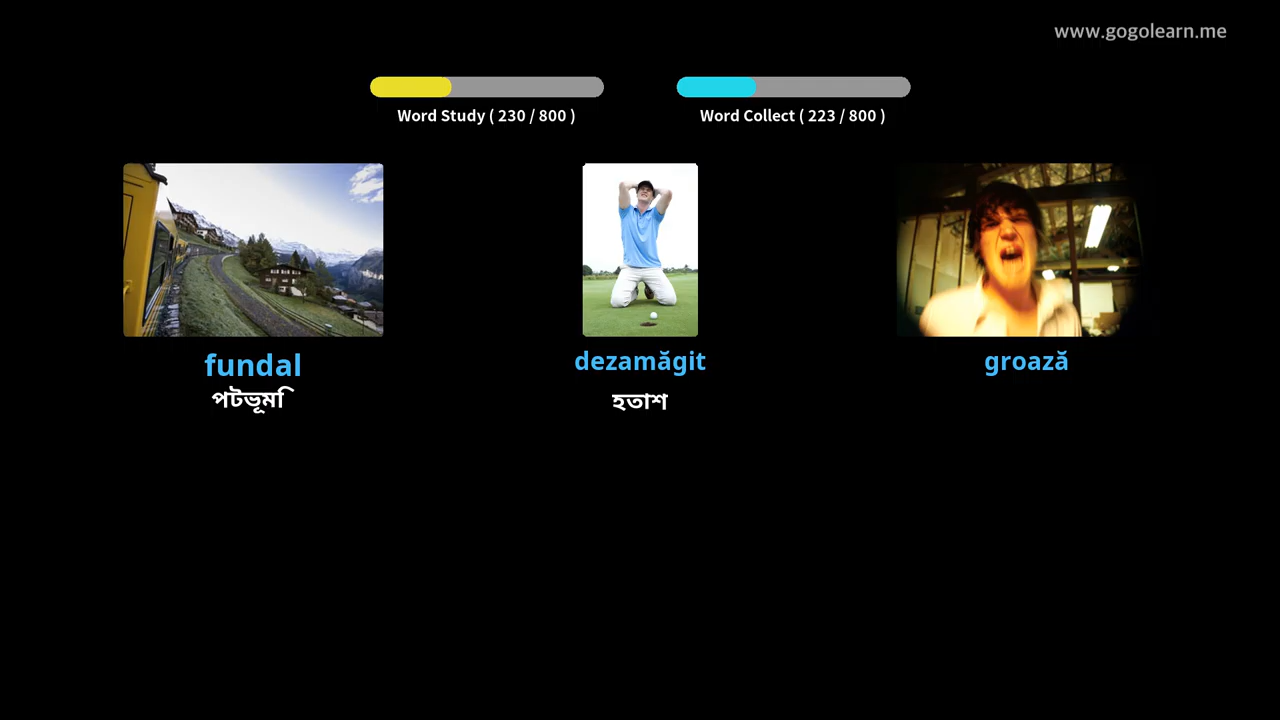 www.gogolearn.me
Word Study ( 230 / 800 )
Word Collect ( 223 / 800 )
fundal
dezamăgit
groază
পটভূমি
হতাশ